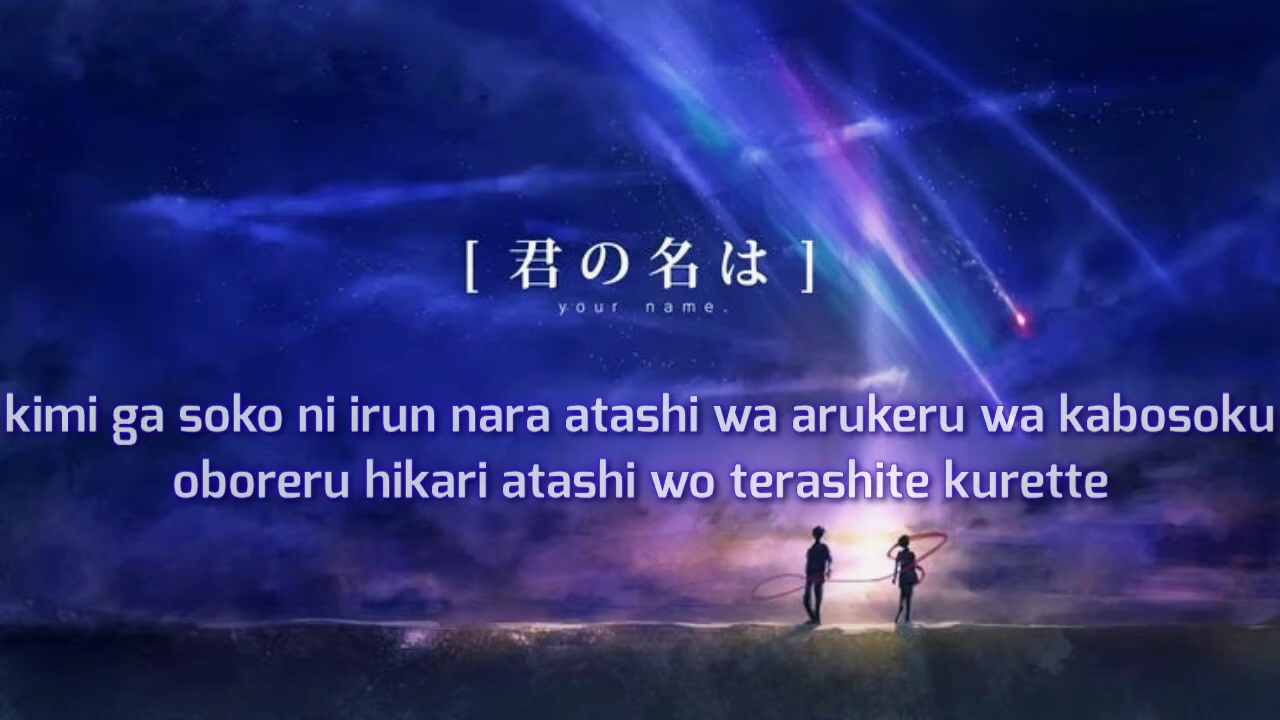 [ 君の名は ]
your name.
kimi ga soko ni irun nara atashi wa arukeru wa kabosoku
oboreru hikari atashi wo terashite kurette